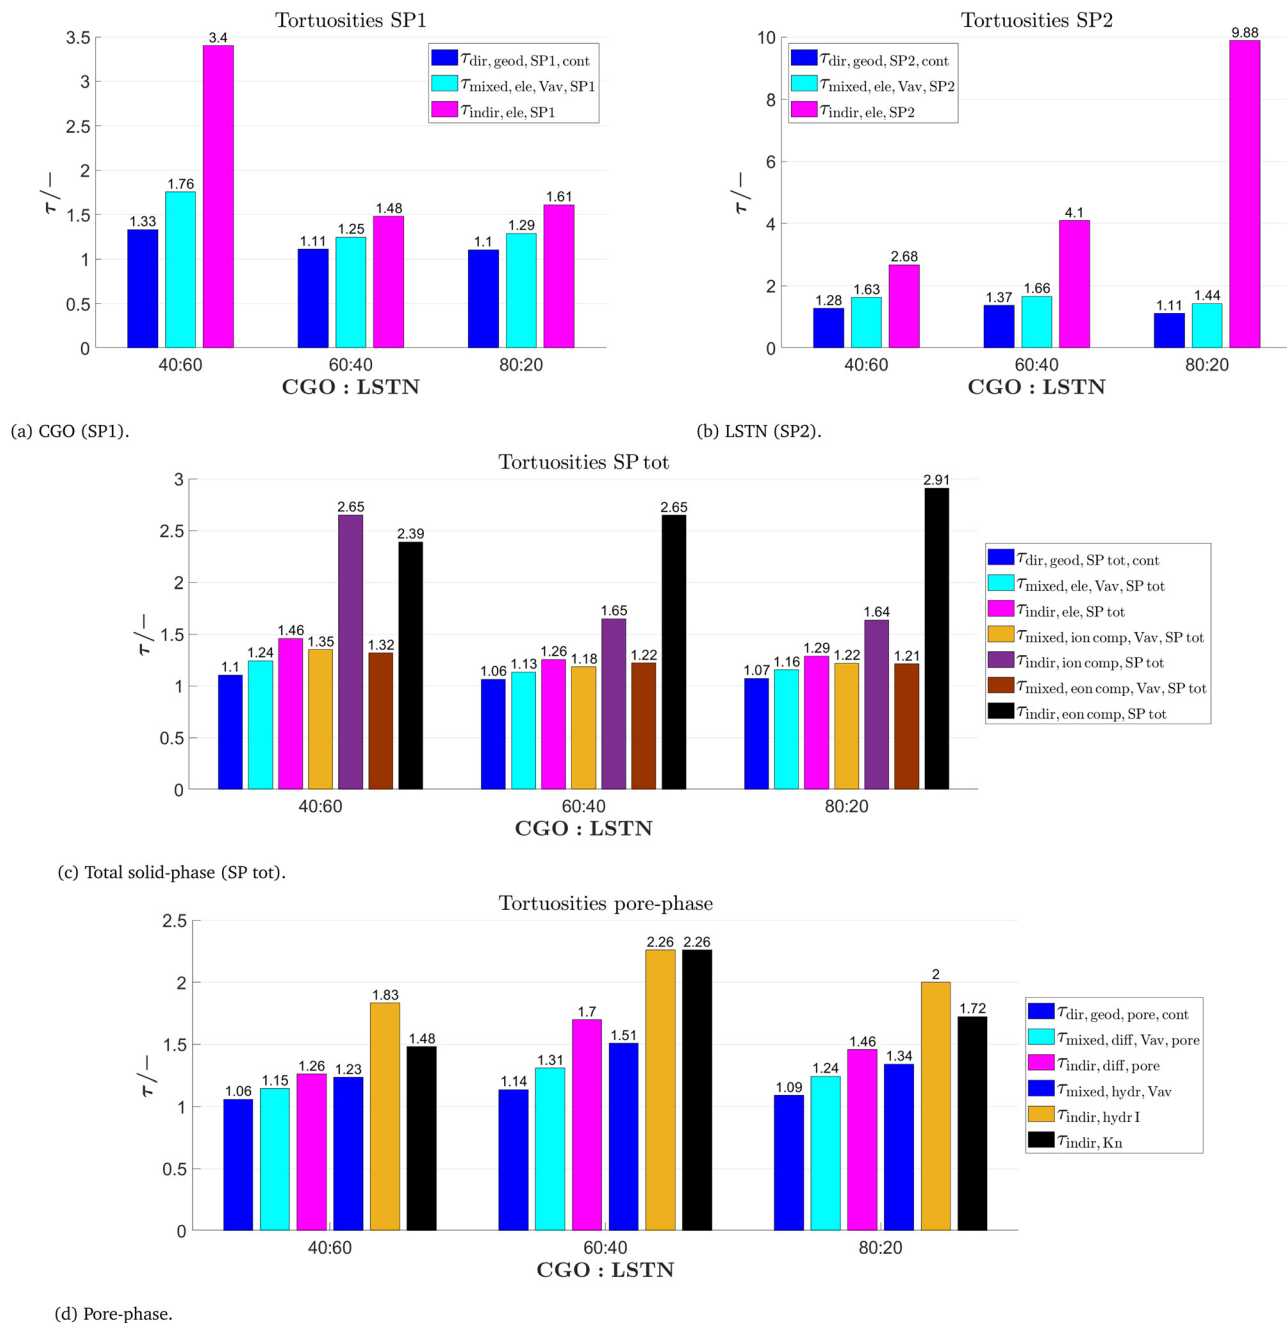 Tortuosities SP1
3.5
3
2.5
2
1.5
1
0.5
0
τ/−
1.33
1.76
3.4
1.11
1.25
1.48
1.1
1.29
1.61
τdir, geod, SP1, cont
τmixed, ele, Vav, SP1
τindir, ele, SP1
40:60
60:40
80:20
CGO : LSTN
(a) CGO (SP1).
Tortuosities SP2
10
8
6
4
2
0
τ/−
1.28
1.63
2.68
1.37
1.66
4.1
1.11
1.44
9.88
τdir, geod, SP2, cont
τmixed, ele, Vav, SP2
τindir, ele, SP2
40:60
60:40
80:20
CGO : LSTN
(b) LSTN (SP2).
Tortuosities SP tot
3
2.5
2
1.5
1
0.5
0
τ/−
1.1
1.24
1.46
1.35
2.65
1.32
2.39
1.06
1.13
1.26
1.18
1.65
1.22
2.65
1.07
1.16
1.29
1.22
1.64
1.21
2.91
τdir, geod, SP tot, cont
τmixed, ele, Vav, SP tot
τindir, ele, SP tot
τmixed, ion comp, Vav, SP tot
τindir, ion comp, SP tot
τmixed, eon comp, Vav, SP tot
τindir, eon comp, SP tot
40:60
60:40
80:20
CGO : LSTN
(c) Total solid-phase (SP tot).
Tortuosities pore-phase
2.5
2
1.5
1
0.5
0
τ/−
1.06
1.15
1.26
1.23
1.83
1.48
1.14
1.31
1.7
1.51
2.26
2.26
1.09
1.24
1.46
1.34
2
1.72
τdir, geod, pore, cont
τmixed, diff, Vav, pore
τindir, diff, pore
τmixed, hydr, Vav
τindir, hydr I
τindir, Kn
40:60
60:40
80:20
CGO : LSTN
(d) Pore-phase.